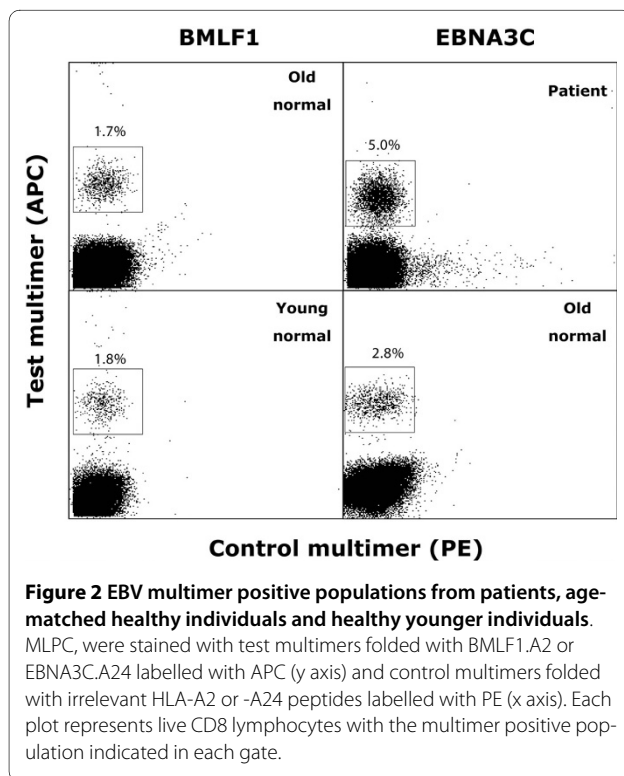 BMLF1 EBNA3C
Old
normal
Patient
1.7%
5.0%
Test multimer (APC)
Young
normal
Old
normal
1.8%
2.8%
Control multimer (PE)
Figure 2 EBV multimer positive populations from patients, age-
matched healthy individuals and healthy younger individuals.
MLPC, were stained with test multimers folded with BMLF1.A2 or
EBNA3C.A24 labelled with APC (y axis) and control multimers folded
with irrelevant HLA-A2 or -A24 peptides labelled with PE (x axis). Each
plot represents live CD8 lymphocytes with the multimer positive pop-
ulation indicated in each gate.